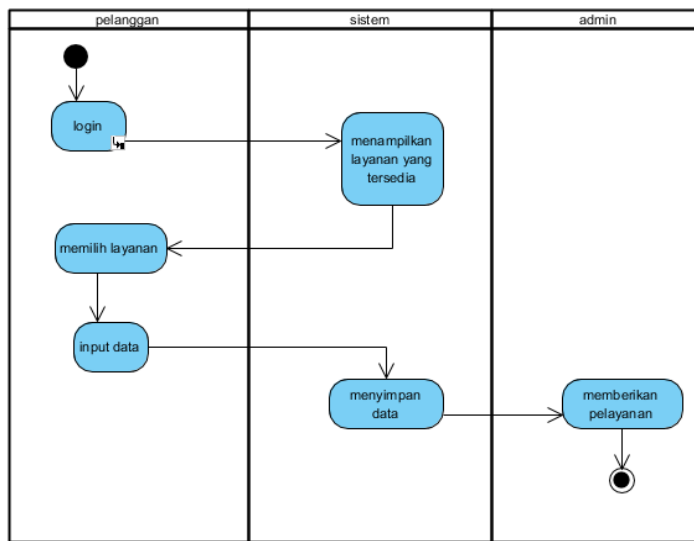 pelanggan
sistem
admin
login
menampilkan
layanan yang
tersedia
memilih layanan
input data
menyimpan
data
memberikan
pelayanan